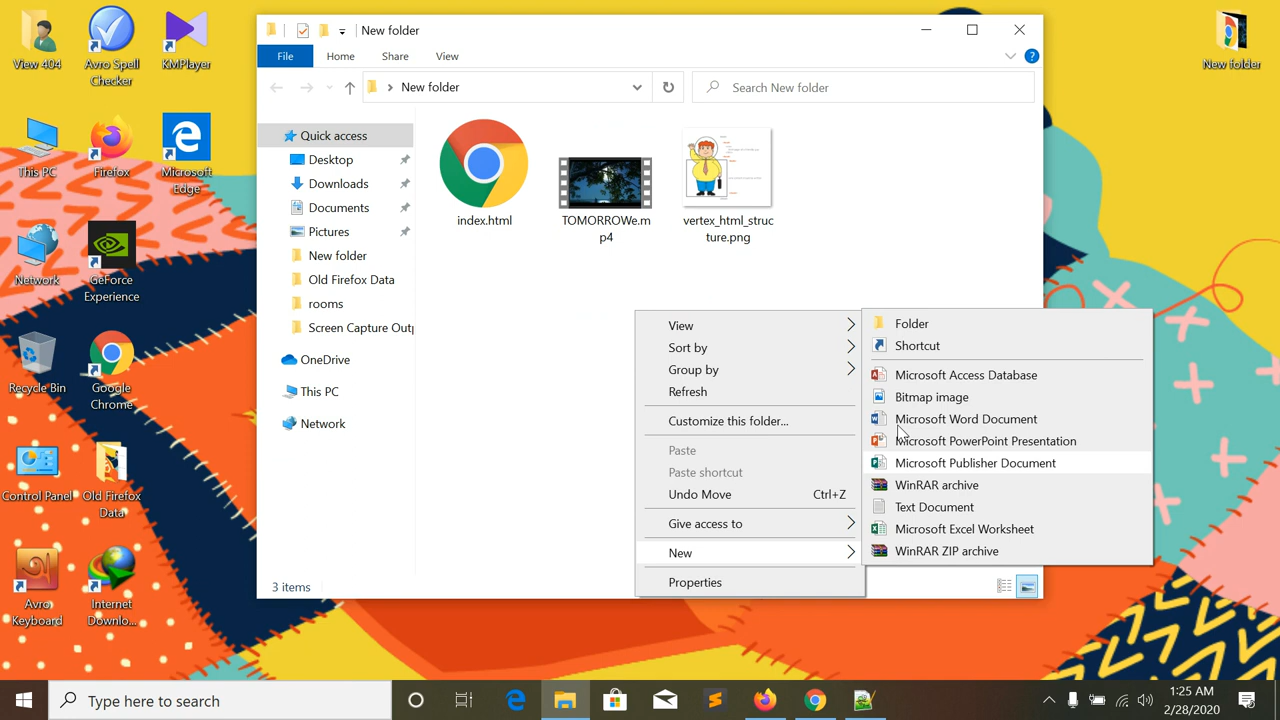 View 404
Avro Spell
Checker
KMPlayer
This PC
Firefox
Microsoft
Edge
Network
GeForce
Experience
Recycle Bin
Google
Chrome
Control Panel
Old Firefox
Data
Avro
Keyboard
Internet
Downlo...
New folder
New folder
File
Home
Share
View
New folder
Search New folder
Quick access
Desktop
Downloads
Documents
Pictures
New folder
Old Firefox Data
rooms
Screen Capture Outp
OneDrive
This PC
Network
index.html
TOMORROWe.m
p4
vertex_html_struc
ture.png
3 items
View
Sort by
Group by
Refresh
Customize this folder...
Paste
Paste shortcut
Undo Move Ctrl+Z
Give access to
New
Properties
Folder
Shortcut
Microsoft Access Database
Bitmap image
Microsoft Word Document
Microsoft PowerPoint Presentation
Microsoft Publisher Document
WinRAR archive
Text Document
Microsoft Excel Worksheet
WinRAR ZIP archive
Type here to search
1:25 AM
2/28/2020